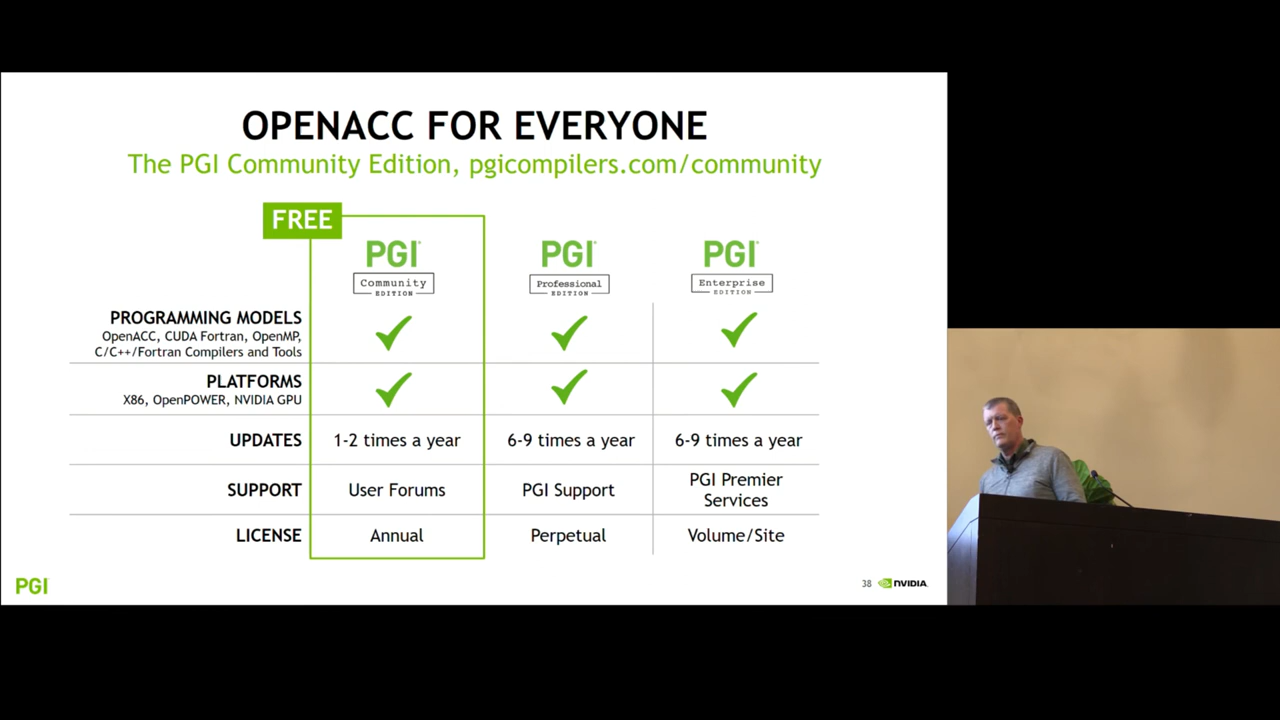 OPENACC FOR EVERYONE
The PGI Community Edition, pgicompilers.com/community
FREE
PGI
Community
EDITION
PGI
Professional
EDITION
PGI
Enterprise
EDITION
PROGRAMMING MODELS
OpenACC, CUDA Fortran, OpenMP,
C/C++/Fortran Compilers and Tools
PLATFORMS
X86, OpenPOWER, NVIDIA GPU
UPDATES
1-2 times a year
6-9 times a year
6-9 times a year
SUPPORT
User Forums
PGI Support
PGI Premier
Services
LICENSE
Annual
Perpetual
Volume/Site
PGI
38
NVIDIA